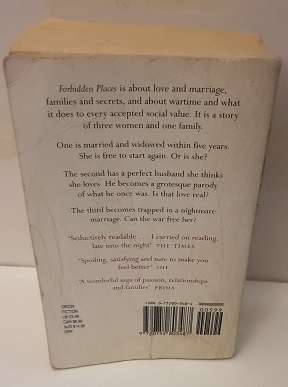 Forbidden Places is about love and marriage,
families and secrets, and about wartime and what
it does to every accepted social value. It is a story
of three women and one family.
One is married and widowed within five years.
She is free to start again. Or is she?
The second has a perfect husband she thinks
she loves. He becomes a grotesque parody
of what he once was. Is that love real?
The third becomes trapped in a nightmare
marriage. Can the war free her?
'Seductively readable . . . I carried on reading,
late into the night' THE TIMES
'Spoiling, satisfying and sure to make you
feel better' SHE
'A wonderful saga of passion, relationships
and families' PRIMA
ORION
FICTION
00599